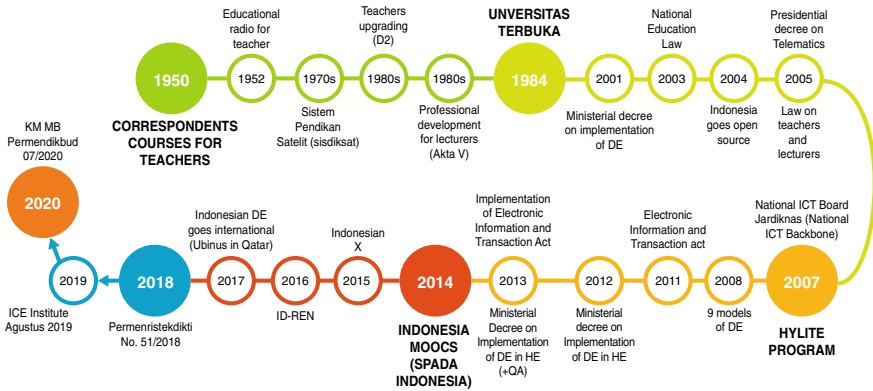 Educational
radio for
teacher
Teachers
upgrading
(D2)
UNVERSITAS
TERBUKA
National
Education
Law
Presidential
decree on
Telematics
1950
1952
1970s
1980s
1980s
1984
2001
2003
2004
2005
CORRESPONDENTS
COURSES FOR
TEACHERS
Sistem
Pendikan
Satelit (sisdiksat)
Professional
development
for lecturers
(Akta V)
Ministerial decree
on implementation
of DE
Indonesia
goes open
source
Law on
teachers
and
lecturers
KM MB
Permendikbud
07/2020
2020
Indonesian DE
goes international
(Ubinus in Qatar)
Indonesian
X
Implementation
of Electronic
Information and
Transaction Act
Electronic
Information and
Transaction act
National ICT Board
Jardiknas (National
ICT Backbone)
2019
2018
2017
2016
2015
2014
2013
2012
2011
2008
2007
ICE Institute
Agustus 2019
Permenristekdikti
No. 51/2018
ID-REN
INDONESIA
MOOCS
(SPADA
INDONESIA)
Ministerial
Decree on
Implementation
of DE in HE
(+QA)
Ministerial
decree on
Implementation
of DE in HE
9 models
of DE
HYLITE
PROGRAM